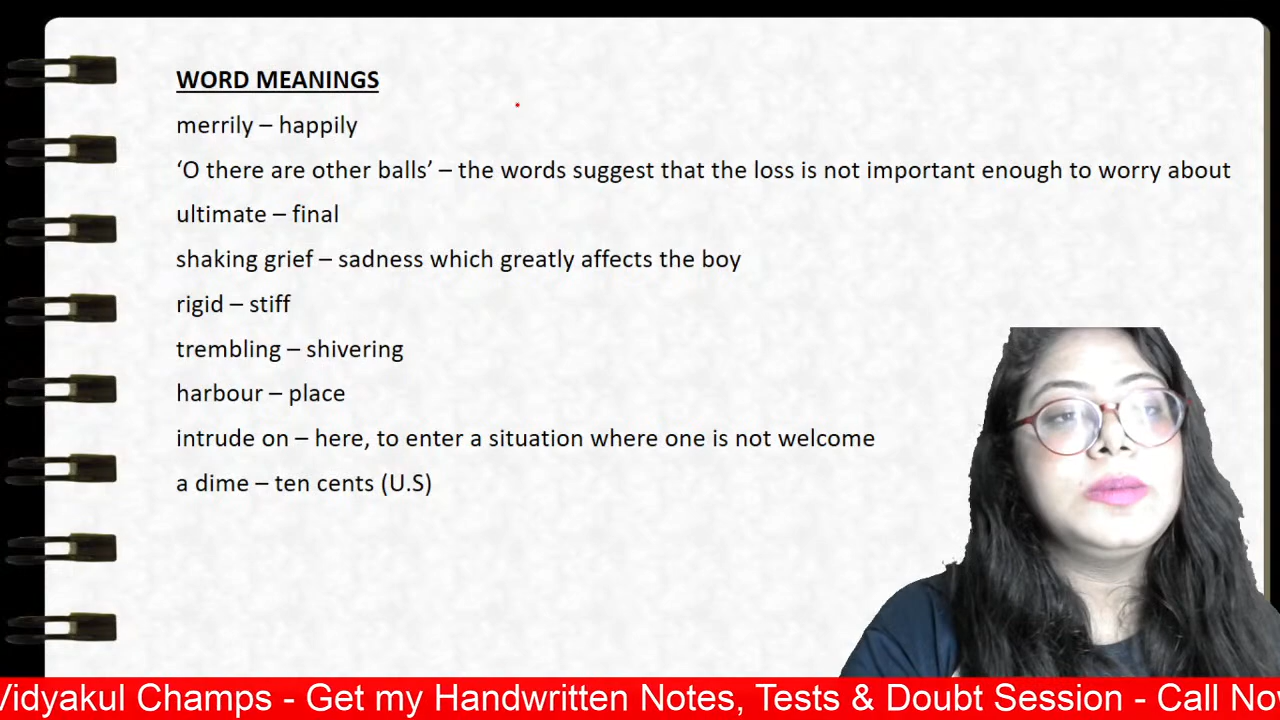 WORD MEANINGS
merrily – happily
‘O there are other balls’ – the words suggest that the loss is not important enough to worry about
ultimate – final
shaking grief – sadness which greatly affects the boy
rigid – stiff
trembling – shivering
harbour – place
intrude on – here, to enter a situation where one is not welcome
a dime – ten cents (U.S)
Vidyakul Champs - Get my Handwritten Notes, Tests & Doubt Session - Call No